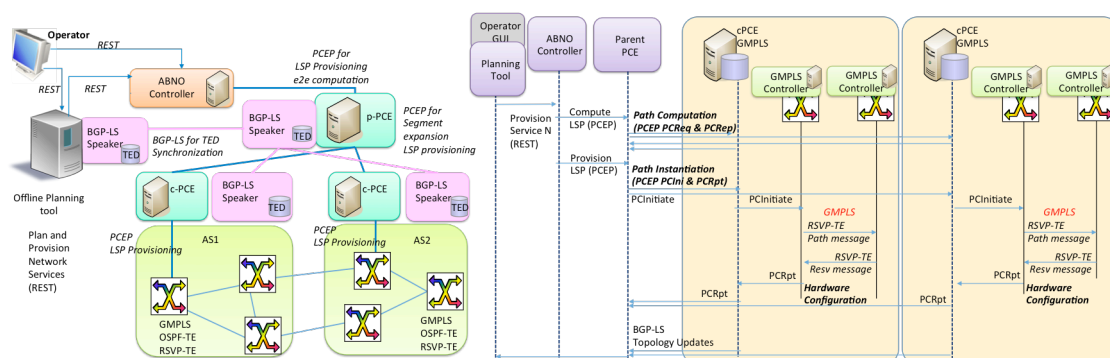 Operator
REST
REST
REST
ABNO
Controller
PCEP for
LSP Provisioning
e2e computation
BGP-LS
Speaker
TED
BGP-LS for TED
Synchronization
BGP-LS
Speaker
TED
p-PCE
PCEP for
Segment
expansion
LSP provisioning
Offline Planning
tool
Plan and
Provision
Network
Services
(REST)
c-PCE
BGP-LS
Speaker
TED
c-PCE
BGP-LS
Speaker
TED
PCEP
LSP Provisioning
PCEP
LSP Provisioning
AS1
AS2
GMPLS
OSPF-TE
RSVP-TE
GMPLS
OSPF-TE
RSVP-TE
Operator
GUI
Planning
Tool
ABNO
Controller
Parent
PCE
cPCE
GMPLS
GMPLS
Controller
GMPLS
Controller
cPCE
GMPLS
GMPLS
Controller
GMPLS
Controller
Provision
Service N
(REST)
Compute
LSP (PCEP)
Path Computation
(PCEP PCReq & PCRep)
Provision
LSP (PCEP)
Path Instantiation
(PCEP PCIni & PCRpt)
PCInitiate
PCInitiate
GMPLS
RSVP-TE
Path message
RSVP-TE
Resv message
PCRpt
Hardware
Configuration
PCRpt
PCInitiate
GMPLS
RSVP-TE
Path message
RSVP-TE
Resv message
PCRpt
Hardware
Configuration
PCRpt
BGP-LS
Topology Updates